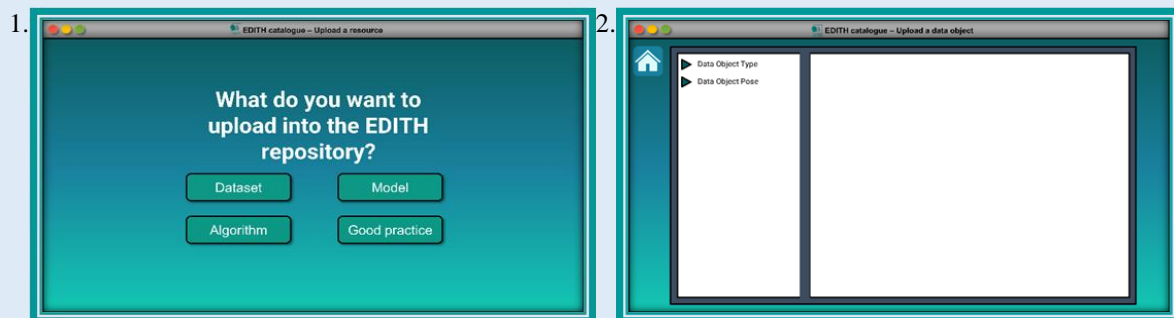 1.
EDITH catalogue – Upload a resource
What do you want to
upload into the EDITH
repository?
Dataset
Model
Algorithm
Good practice
2.
EDITH catalogue – Upload a data object
Data Object Type
Data Object Pose